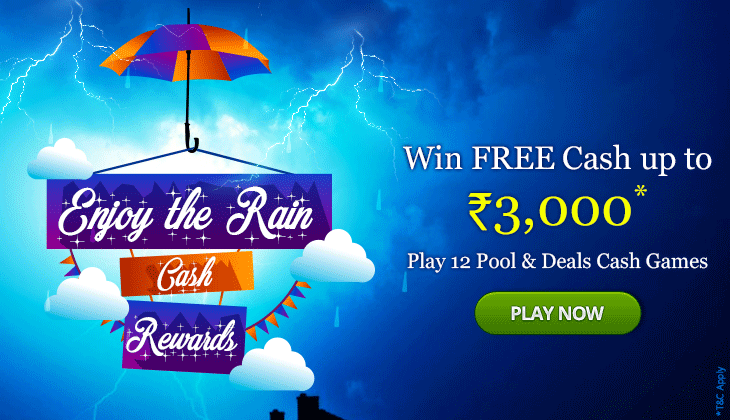 Enjoy the Rain
Cash
Rewards
Win FREE Cash up to
₹3,000*
Play 12 Pool & Deals Cash Games
PLAY NOW
*T&C Apply